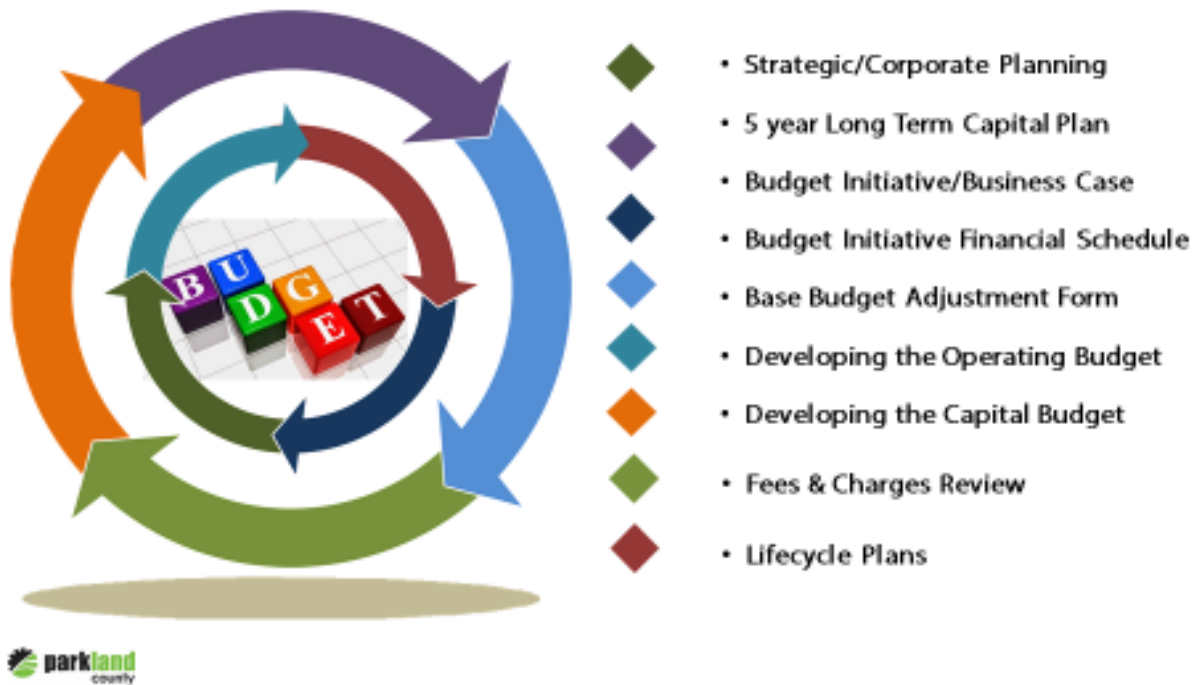 B U D G E T
• Strategic/Corporate Planning
• 5 year Long Term Capital Plan
• Budget Initiative/Business Case
• Budget Initiative Financial Schedule
• Base Budget Adjustment Form
• Developing the Operating Budget
• Developing the Capital Budget
• Fees & Charges Review
• Lifecycle Plans
parkland
county